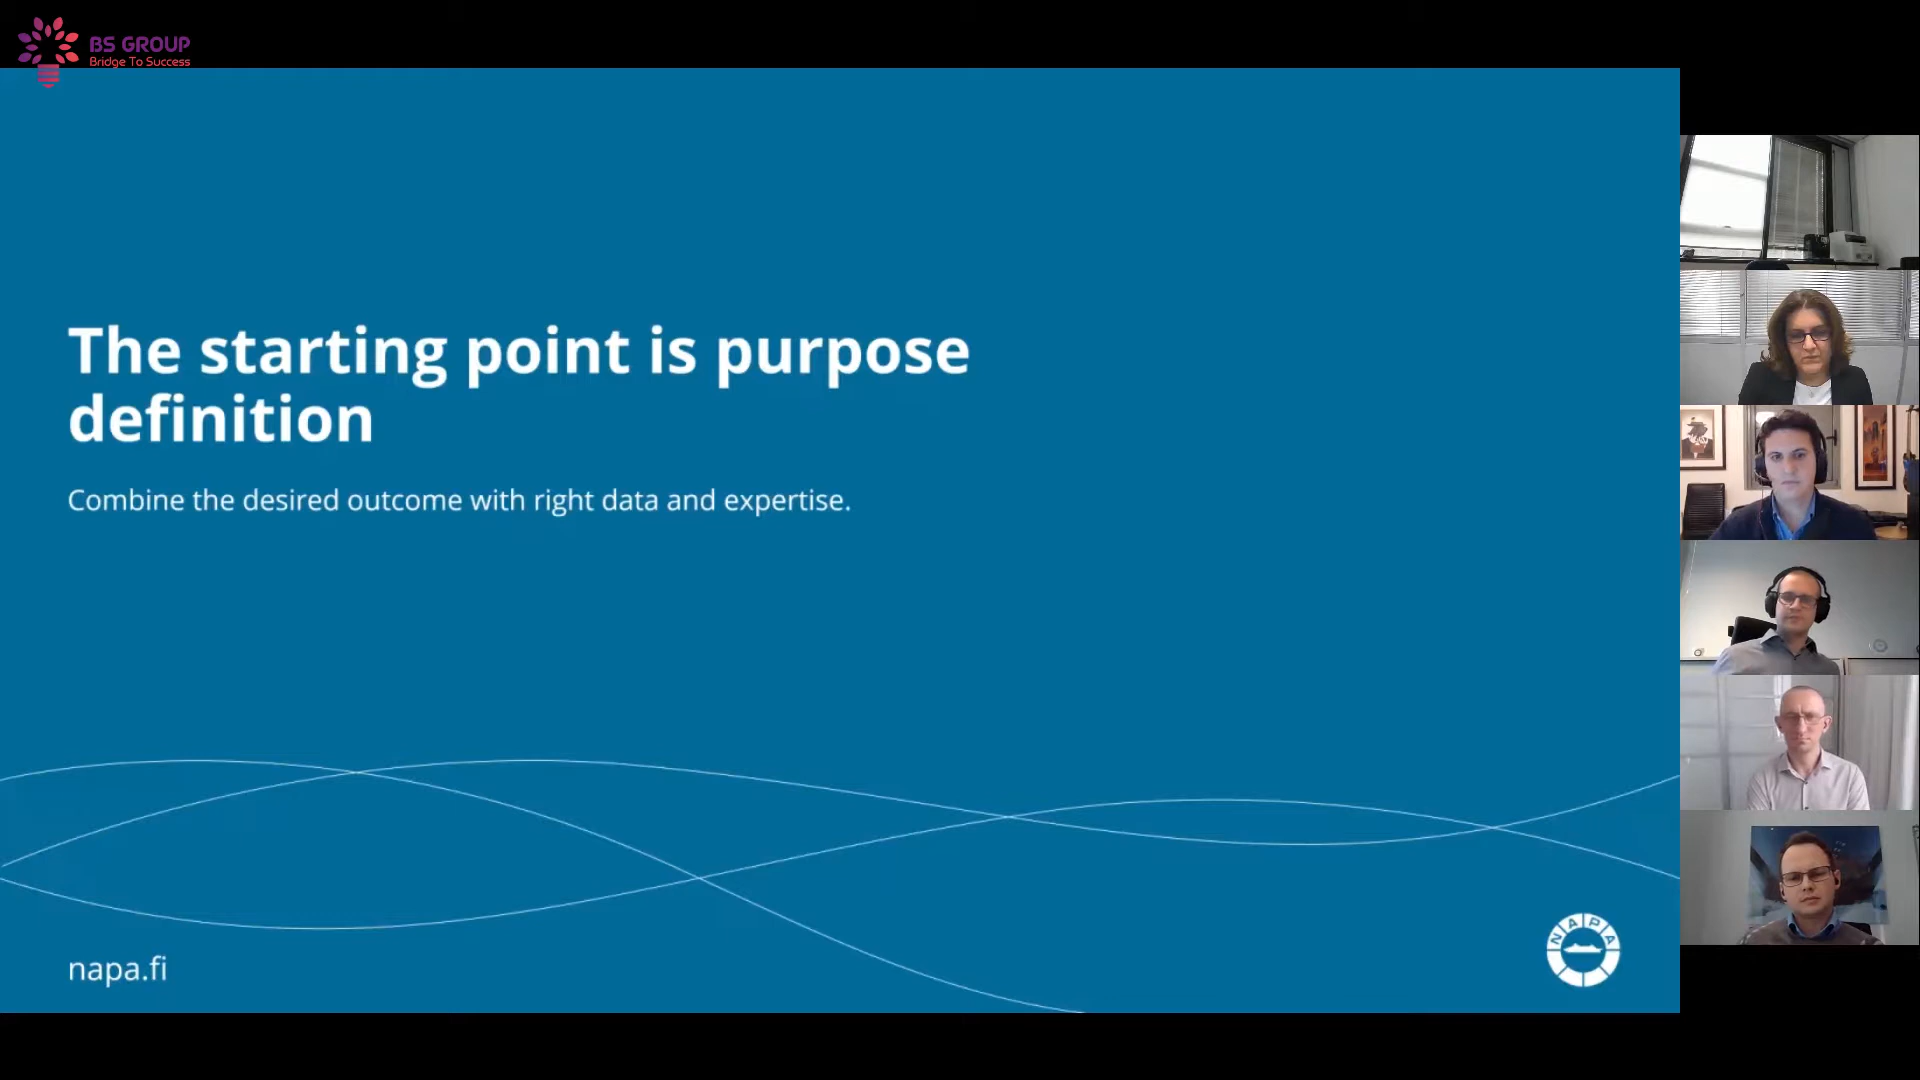 BS GROUP
Bridge To Success
The starting point is purpose
definition
Combine the desired outcome with right data and expertise.
napa.fi
NAPA